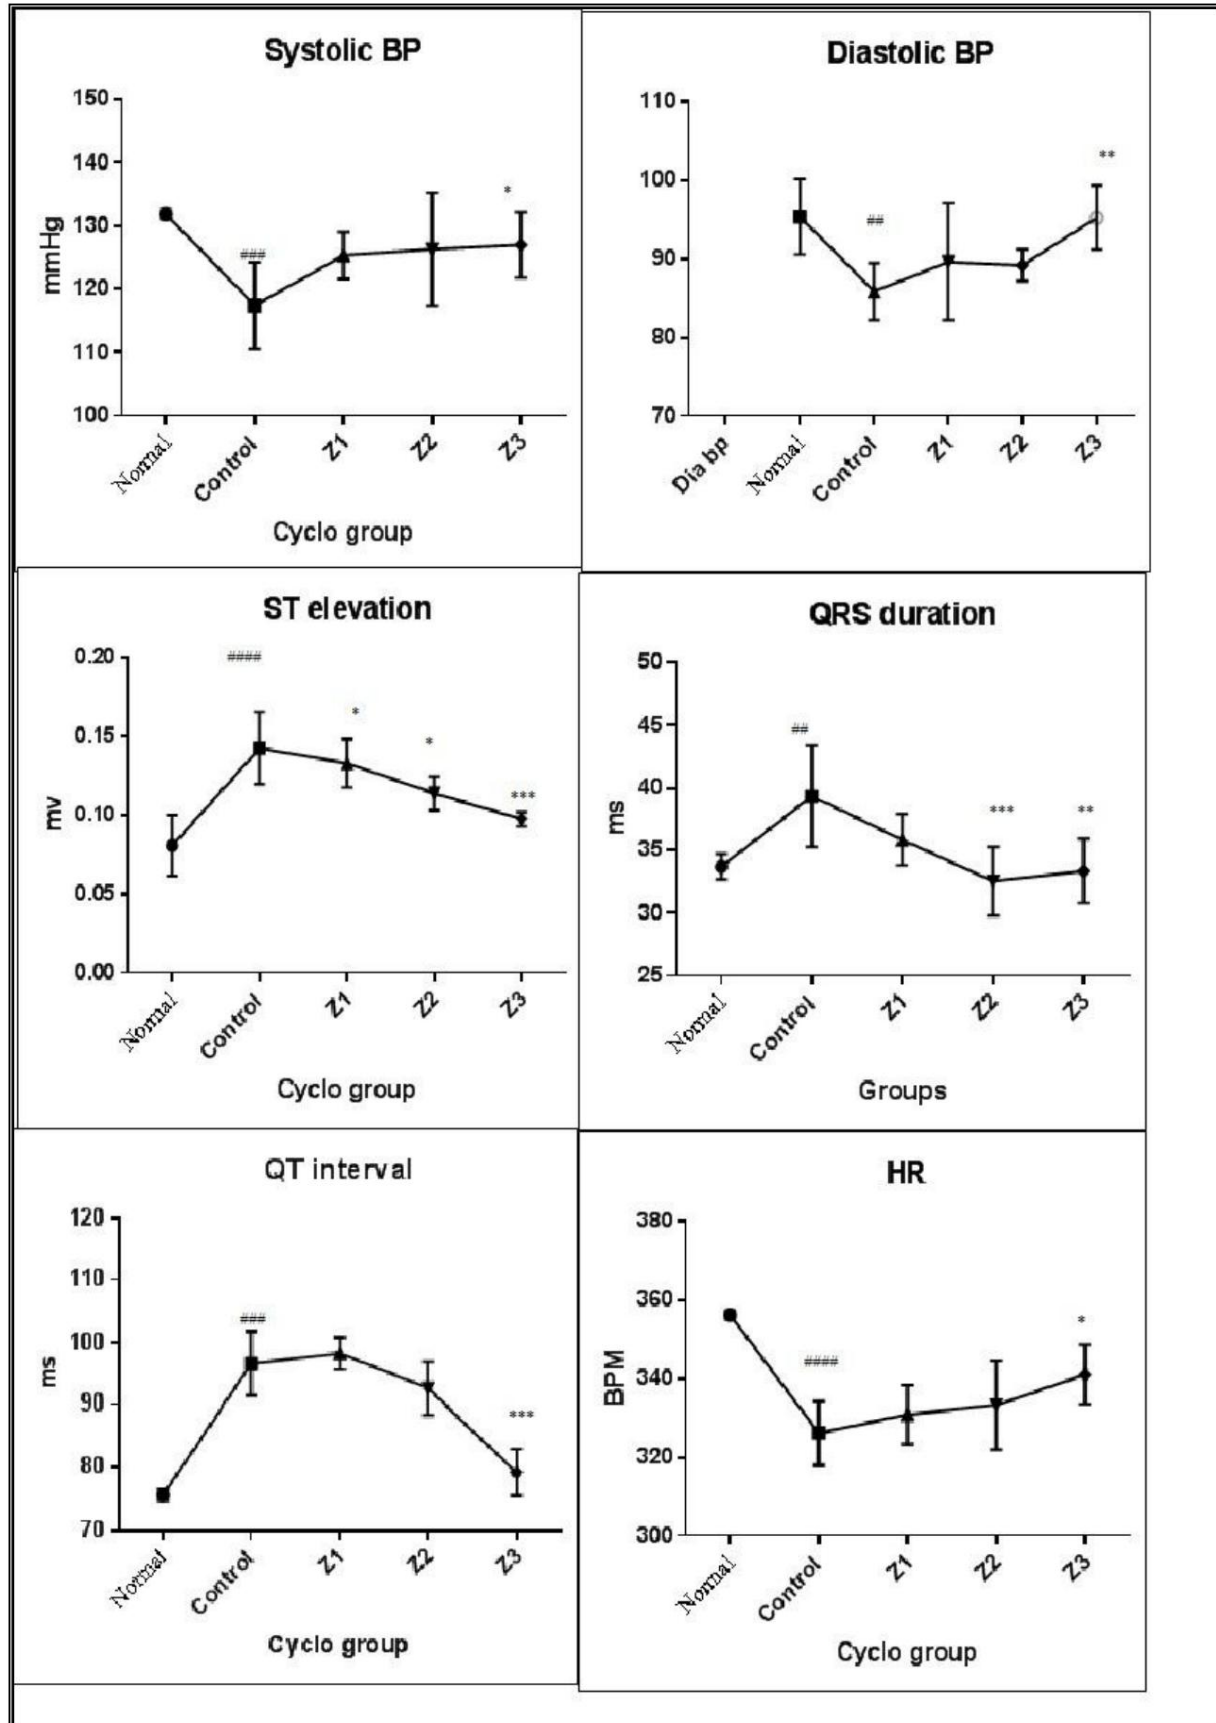 Systolic BP
150
140
130
120
110
100
mmHg
###
*
Normal
Control
Z1
Z2
Z3
Cyclo group
Diastolic BP
110
100
90
80
70
##
**
Dia bp
Normal
Control
Z1
Z2
Z3
ST elevation
0.20
0.15
0.10
0.05
0.00
mv
####
*
*
***
Normal
Control
Z1
Z2
Z3
Cyclo group
QRS duration
50
45
40
35
30
25
ms
##
***
**
Normal
Control
Z1
Z2
Z3
Groups
QT interval
120
110
100
90
80
70
ms
###
***
Normal
Control
Z1
Z2
Z3
Cyclo group
HR
380
360
340
320
300
BPM
####
*
Normal
Control
Z1
Z2
Z3
Cyclo group